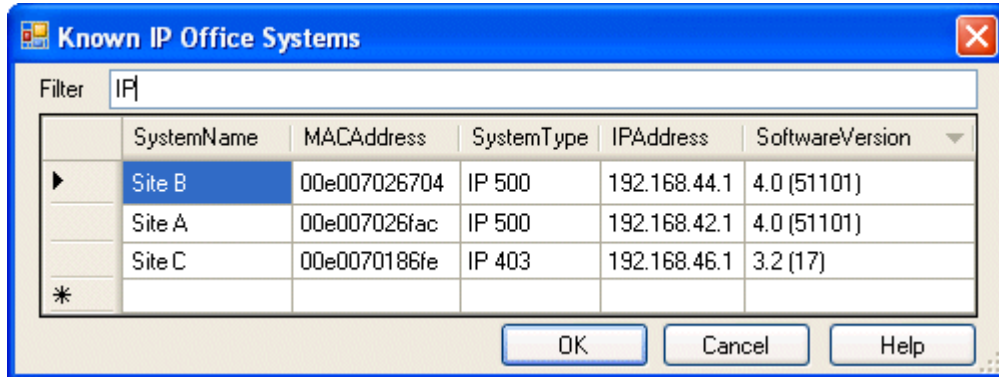 Known IP Office Systems
Filter IP
SystemName MACAddress SystemType IPAddress SoftwareVersion
Site B 00e007026704 IP 500 192.168.44.1 4.0 (51101)
Site A 00e007026fac IP 500 192.168.42.1 4.0 (51101)
Site C 00e0070186fe IP 403 192.168.46.1 3.2 (17)
OK Cancel Help